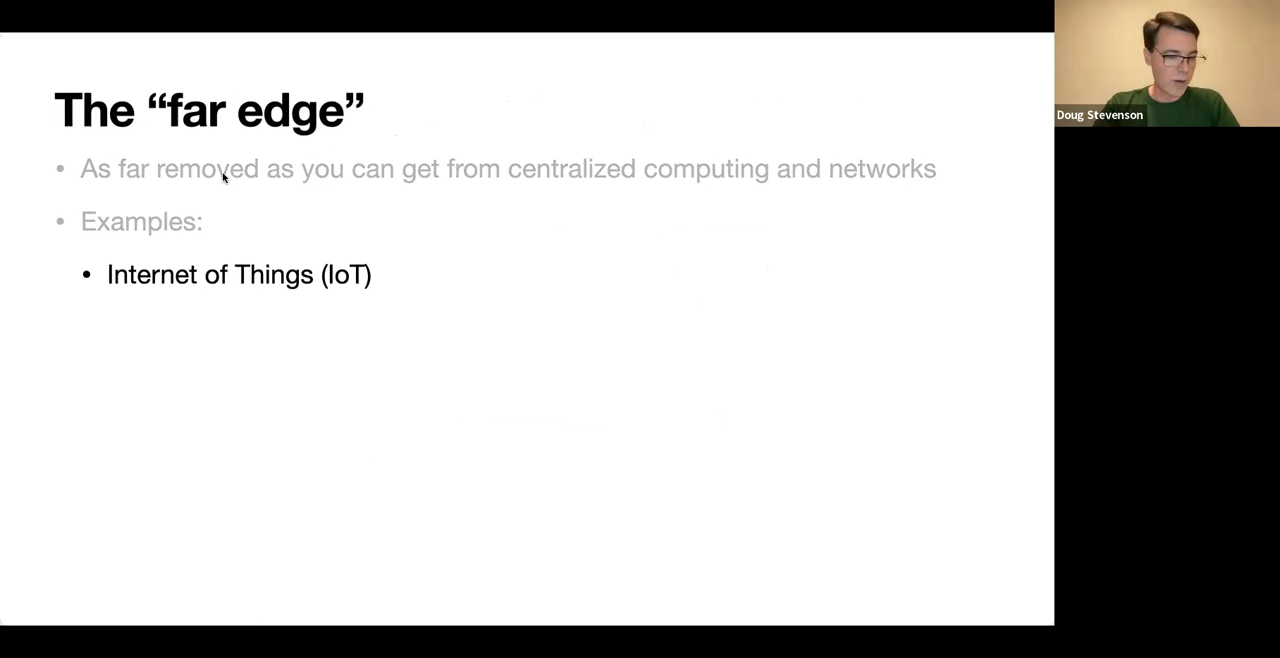 The “far edge”
• As far removed as you can get from centralized computing and networks
• Examples:
• Internet of Things (IoT)
Doug Stevenson